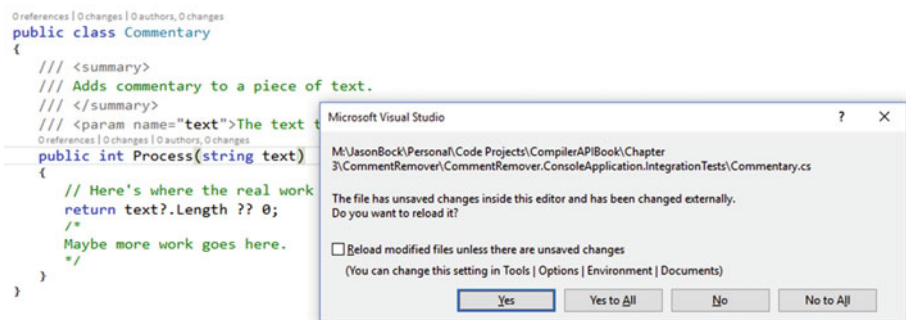 0 references | 0 changes | 0 authors, 0 changes
public class Commentary
{
/// <summary>
/// Adds commentary to a piece of text.
/// </summary>
/// <param name="text">The text t
0 references | 0 changes | 0 authors, 0 changes
public int Process(string text)
{
// Here's where the real work
return text?.Length ?? 0;
/*
Maybe more work goes here.
*/
}
}
Microsoft Visual Studio
?
X
M:\JasonBock\Personal\Code Projects\CompilerAPIBook\Chapter
3\CommentRemover\CommentRemover.ConsoleApplication.IntegrationTests\Commentary.cs
The file has unsaved changes inside this editor and has been changed externally.
Do you want to reload it?
Reload modified files unless there are unsaved changes
(You can change this setting in Tools | Options | Environment | Documents)
Yes Yes to All No No to All